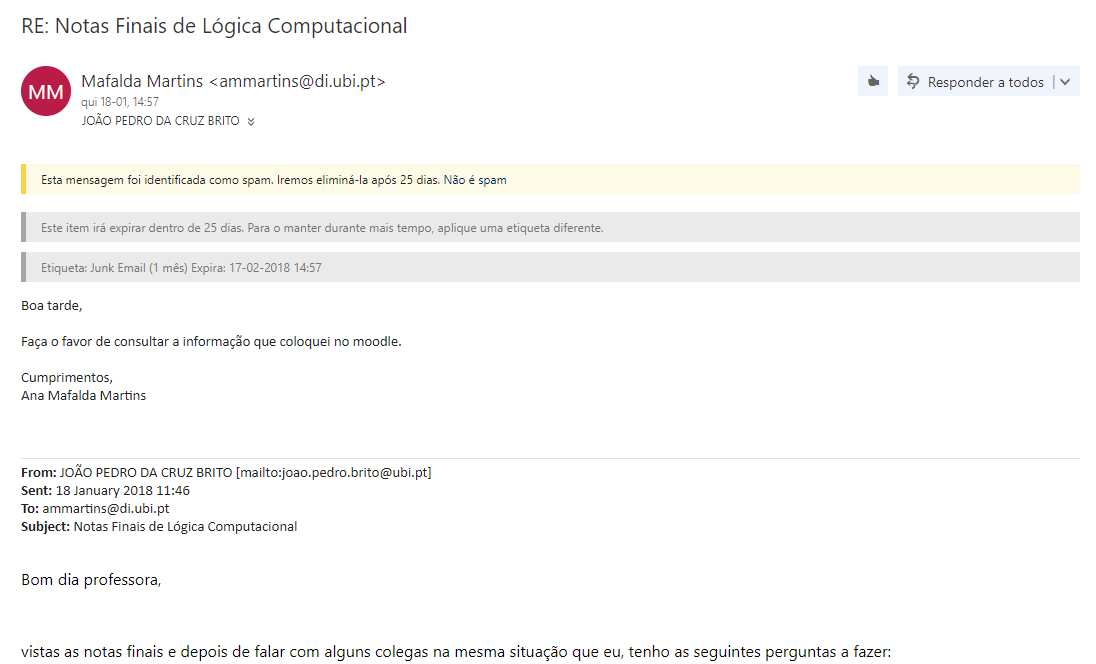 RE: Notas Finais de Lógica Computacional
MM
Mafalda Martins <ammartins@di.ubi.pt>
qui 18-01, 14:57
JOÃO PEDRO DA CRUZ BRITO
Responder a todos
Esta mensagem foi identificada como spam. Iremos eliminá-la após 25 dias. Não é spam
Este item irá expirar dentro de 25 dias. Para o manter durante mais tempo, aplique uma etiqueta diferente.
Etiqueta: Junk Email (1 mês) Expira: 17-02-2018 14:57
Boa tarde,
Faça o favor de consultar a informação que coloquei no moodle.
Cumprimentos,
Ana Mafalda Martins
From: JOÃO PEDRO DA CRUZ BRITO [mailto:joao.pedro.brito@ubi.pt]
Sent: 18 January 2018 11:46
To: ammartins@di.ubi.pt
Subject: Notas Finais de Lógica Computacional
Bom dia professora,
vistas as notas finais e depois de falar com alguns colegas na mesma situação que eu, tenho as seguintes perguntas a fazer: